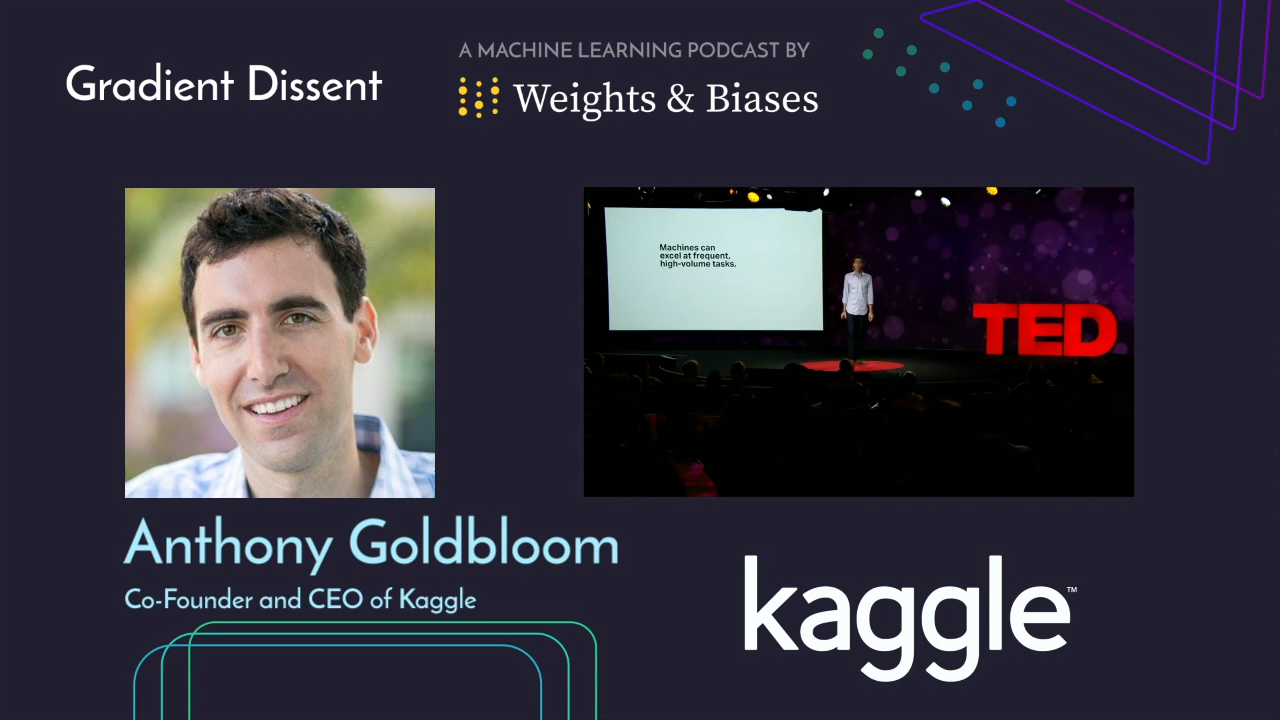 Gradient Dissent
A MACHINE LEARNING PODCAST BY
Weights & Biases
Machines can
excel at frequent,
high-volume tasks.
TED
Anthony Goldbloom
Co-Founder and CEO of Kaggle
kaggle™